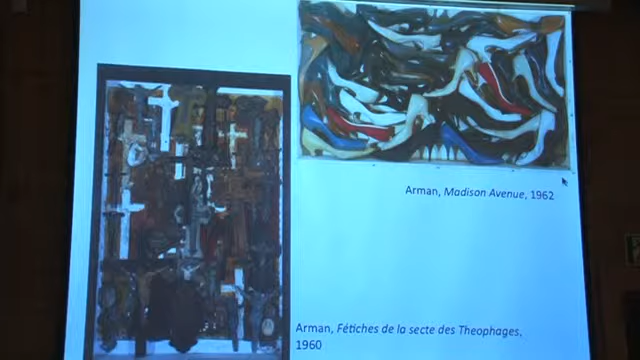 Arman, Madison Avenue, 1962
Arman, Fétiches de la secte des Theophages,
1960